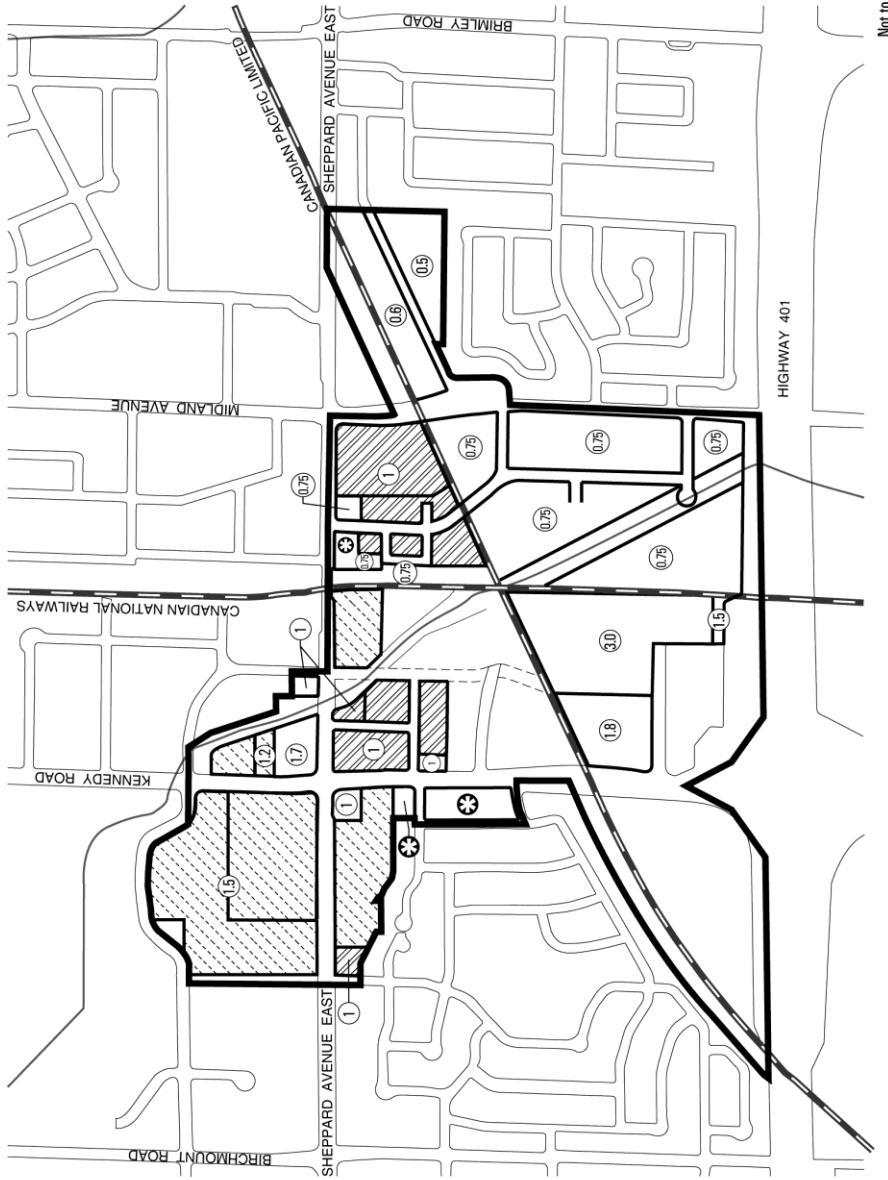 BRIMLEY ROAD
CANADIAN PACIFIC LIMITED
SHEPPARD AVENUE EAST
Not to
0.5
0.6
HIGHWAY 401
MIDLAND AVENUE
0.75
0.75
0.75
1
0.75
0.75
0.75
0.75
0.75
CANADIAN NATIONAL RAILWAYS
1
3.0
1.5
1.8
1.2
1.7
1
1
KENNEDY ROAD
1
1.5
1
SHEPPARD AVENUE EAST
BIRCHMOUNT ROAD